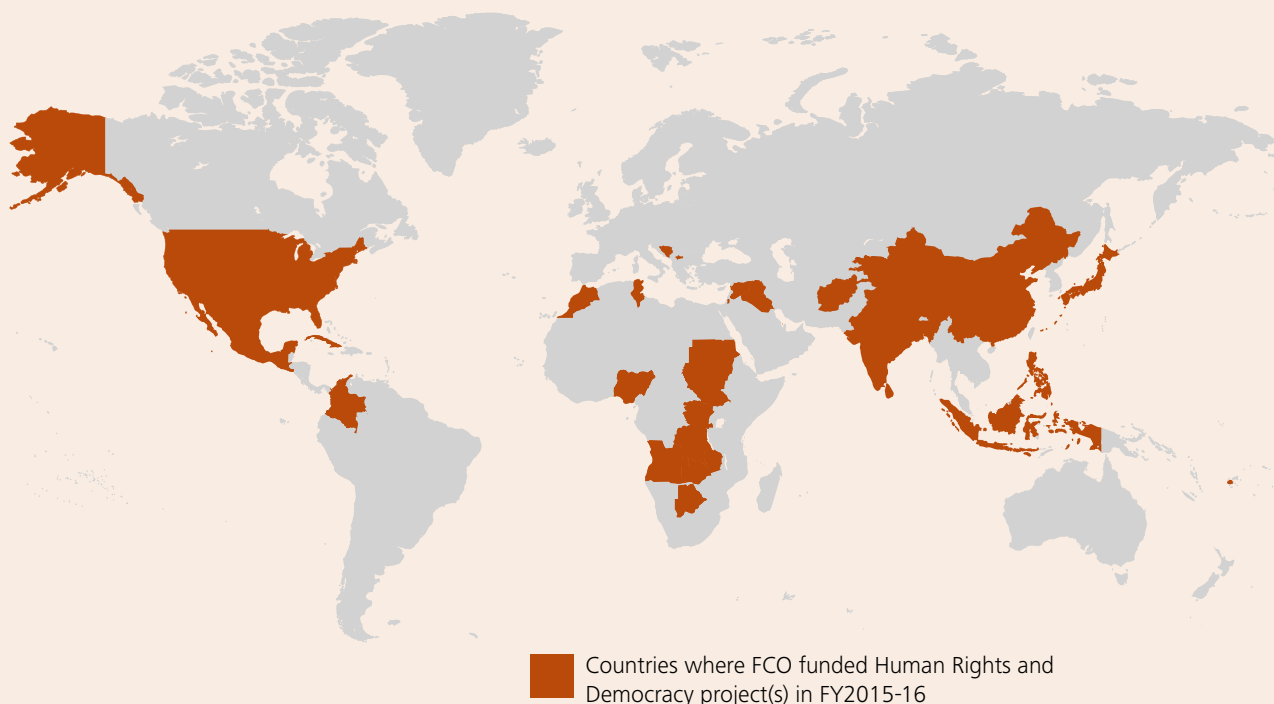 Countries where FCO funded Human Rights and
Democracy project(s) in FY2015-16